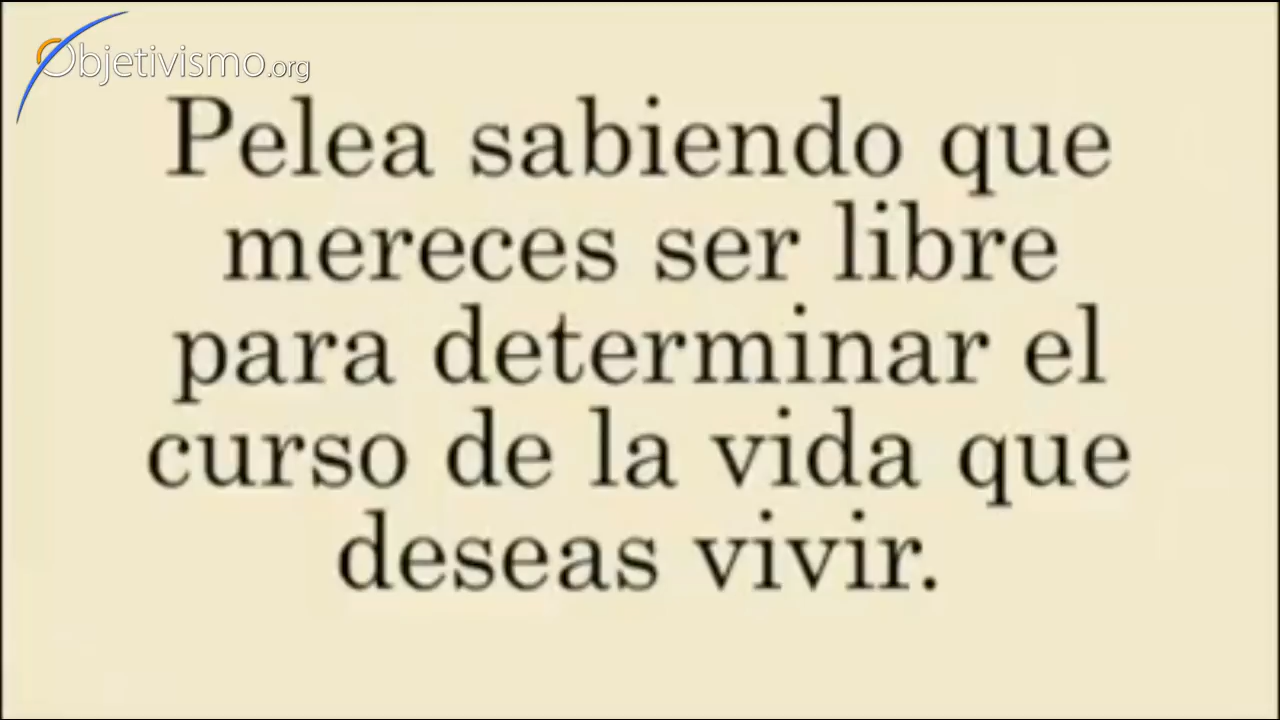 Objetivismo.org
Pelea sabiendo que
mereces ser libre
para determinar el
curso de la vida que
deseas vivir.